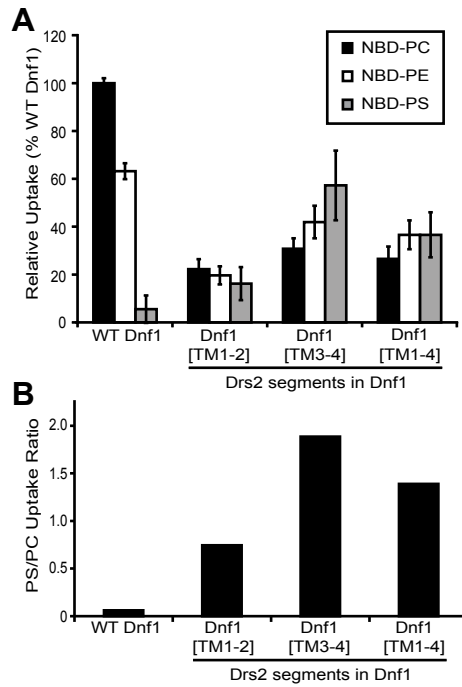 A
Relative Uptake (% WT Dnf1)
120
100
80
60
40
20
0
NBD-PC
NBD-PE
NBD-PS
WT Dnf1
Dnf1
[TM1-2]
Dnf1
[TM3-4]
Dnf1
[TM1-4]
Drs2 segments in Dnf1
B
PS/PC Uptake Ratio
2.0
1.5
1.0
0.5
0
WT Dnf1
Dnf1
[TM1-2]
Dnf1
[TM3-4]
Dnf1
[TM1-4]
Drs2 segments in Dnf1